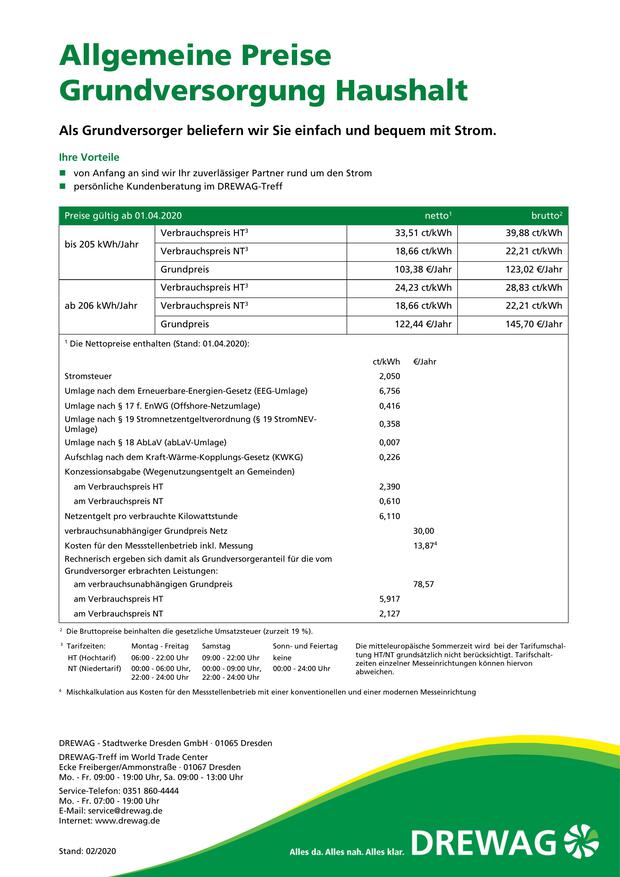 Allgemeine Preise
Grundversorgung Haushalt
Als Grundversorger beliefern wir Sie einfach und bequem mit Strom.
Ihre Vorteile
■ von Anfang an sind wir Ihr zuverlässiger Partner rund um den Strom
■ persönliche Kundenberatung im DREWAG-Treff
Preise gültig ab 01.04.2020 netto¹ brutto²
bis 205 kWh/Jahr
Verbrauchspreis HT³ 33,51 ct/kWh 39,88 ct/kWh
Verbrauchspreis NT³ 18,66 ct/kWh 22,21 ct/kWh
Grundpreis 103,38 €/Jahr 123,02 €/Jahr
ab 206 kWh/Jahr
Verbrauchspreis HT³ 24,23 ct/kWh 28,83 ct/kWh
Verbrauchspreis NT³ 18,66 ct/kWh 22,21 ct/kWh
Grundpreis 122,44 €/Jahr 145,70 €/Jahr
¹ Die Nettopreise enthalten (Stand: 01.04.2020):
ct/kWh €/Jahr
Stromsteuer 2,050
Umlage nach dem Erneuerbare-Energien-Gesetz (EEG-Umlage) 6,756
Umlage nach § 17 f. EnWG (Offshore-Netzumlage) 0,416
Umlage nach § 19 Stromnetzentgeltverordnung (§ 19 StromNEV-
Umlage) 0,358
Umlage nach § 18 AbLaV (abLaV-Umlage) 0,007
Aufschlag nach dem Kraft-Wärme-Kopplungs-Gesetz (KWKG) 0,226
Konzessionsabgabe (Wegenutzungsentgelt an Gemeinden)
am Verbrauchspreis HT 2,390
am Verbrauchspreis NT 0,610
Netzentgelt pro verbrauchte Kilowattstunde 6,110
verbrauchsunabhängiger Grundpreis Netz 30,00
Kosten für den Messstellenbetrieb inkl. Messung 13,87⁴
Rechnerisch ergeben sich damit als Grundversorgeranteil für die vom
Grundversorger erbrachten Leistungen:
am verbrauchsunabhängigen Grundpreis 78,57
am Verbrauchspreis HT 5,917
am Verbrauchspreis NT 2,127
² Die Bruttopreise beinhalten die gesetzliche Umsatzsteuer (zurzeit 19 %).
³ Tarifzeiten: Montag - Freitag Samstag Sonn- und Feiertag
HT (Hochtarif) 06:00 - 22:00 Uhr 09:00 - 22:00 Uhr keine
NT (Niedertarif) 00:00 - 06:00 Uhr, 00:00 - 09:00 Uhr, 00:00 - 24:00 Uhr
22:00 - 24:00 Uhr 22:00 - 24:00 Uhr
Die mitteleuropäische Sommerzeit wird bei der Tarifumschal-
tung HT/NT grundsätzlich nicht berücksichtigt. Tarifschalt-
zeiten einzelner Messeinrichtungen können hiervon
abweichen.
⁴ Mischkalkulation aus Kosten für den Messstellenbetrieb mit einer konventionellen und einer modernen Messeinrichtung
DREWAG - Stadtwerke Dresden GmbH · 01065 Dresden
DREWAG-Treff im World Trade Center
Ecke Freiberger/Ammonstraße · 01067 Dresden
Mo. - Fr. 09:00 - 19:00 Uhr, Sa. 09:00 - 13:00 Uhr
Service-Telefon: 0351 860-4444
Mo. - Fr. 07:00 - 19:00 Uhr
E-Mail: service@drewag.de
Internet: www.drewag.de
Stand: 02/2020
Alles da. Alles nah. Alles klar. DREWAG